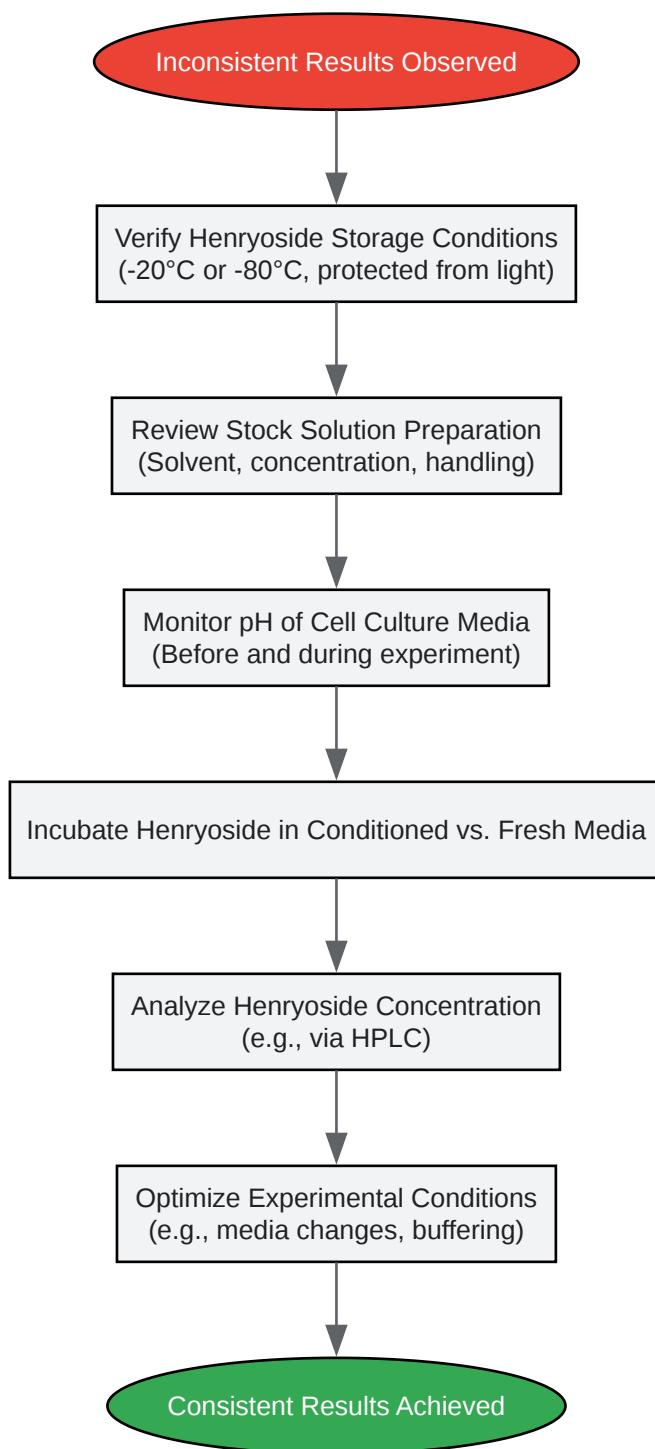 Inconsistent Results Observed
Verify Henryoside Storage Conditions
(-20°C or -80°C, protected from light)
Review Stock Solution Preparation
(Solvent, concentration, handling)
Monitor pH of Cell Culture Media
(Before and during experiment)
Incubate Henryoside in Conditioned vs. Fresh Media
Analyze Henryoside Concentration
(e.g., via HPLC)
Optimize Experimental Conditions
(e.g., media changes, buffering)
Consistent Results Achieved